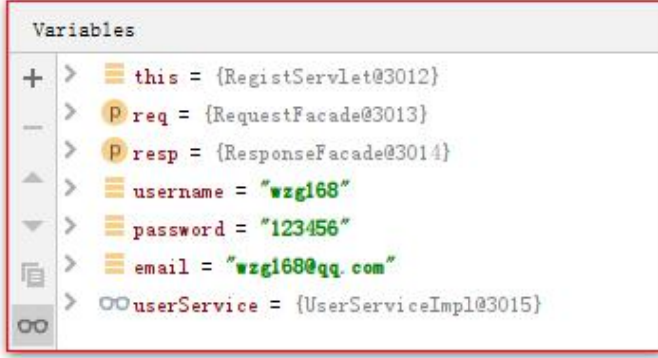 Variables
this = {RegistServlet@3012}
p req = {RequestFacade@3013}
p resp = {ResponseFacade@3014}
username = "wzg168"
password = "123456"
email = "wzg168@qq.com"
userService = {UserServiceImpl@3015}